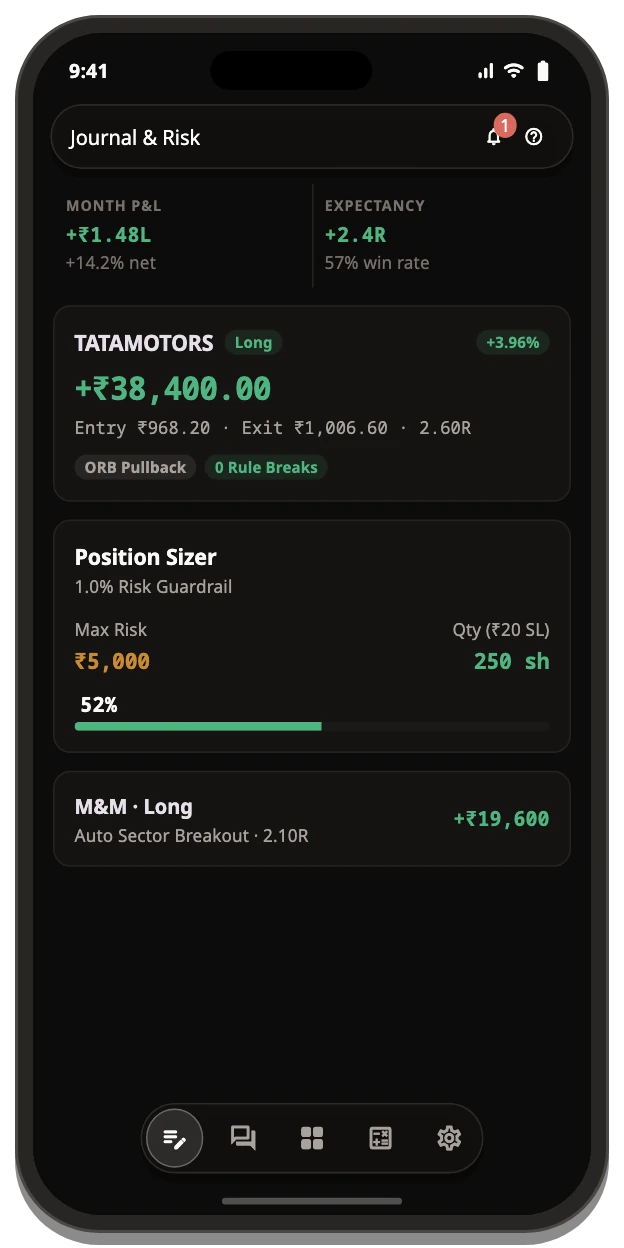 9:41
Journal & Risk
1
MONTH P&L
+₹1.48L
+14.2% net
EXPECTANCY
+2.4R
57% win rate
TATAMOTORS Long +3.96%
+₹38,400.00
Entry ₹968.20 · Exit ₹1,006.60 · 2.60R
ORB Pullback 0 Rule Breaks
Position Sizer
1.0% Risk Guardrail
Max Risk Qty (₹20 SL)
₹5,000 250 sh
52%
M&M · Long
Auto Sector Breakout · 2.10R
+₹19,600